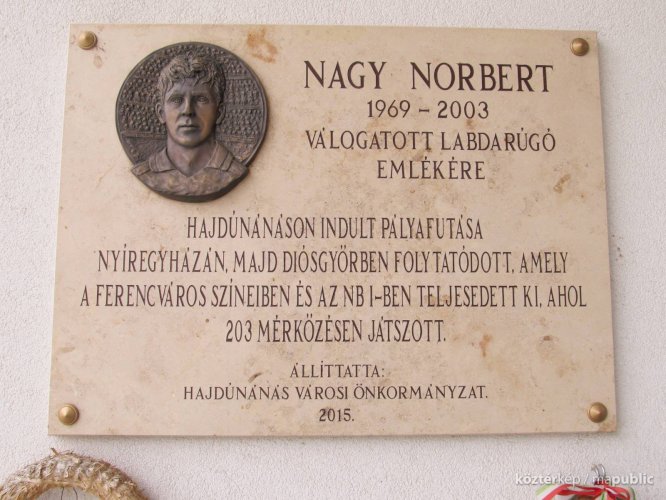 NAGY NORBERT
1969 – 2003
VÁLOGATOTT LABDARÚGÓ
EMLÉKÉRE
HAJDÚNÁNÁSON INDULT PÁLYAFUTÁSA
NYÍREGYHÁZÁN, MAJD DIÓSGYŐRBEN FOLYTATÓDOTT, AMELY
A FERENCVÁROS SZÍNEIBEN ÉS AZ NB I-BEN TELJESEDETT KI, AHOL
203 MÉRKŐZÉSEN JÁTSZOTT.
ÁLLÍTTATTA:
HAJDÚNÁNÁS VÁROSI ÖNKORMÁNYZAT.
2015.
köztérkép / mapublic